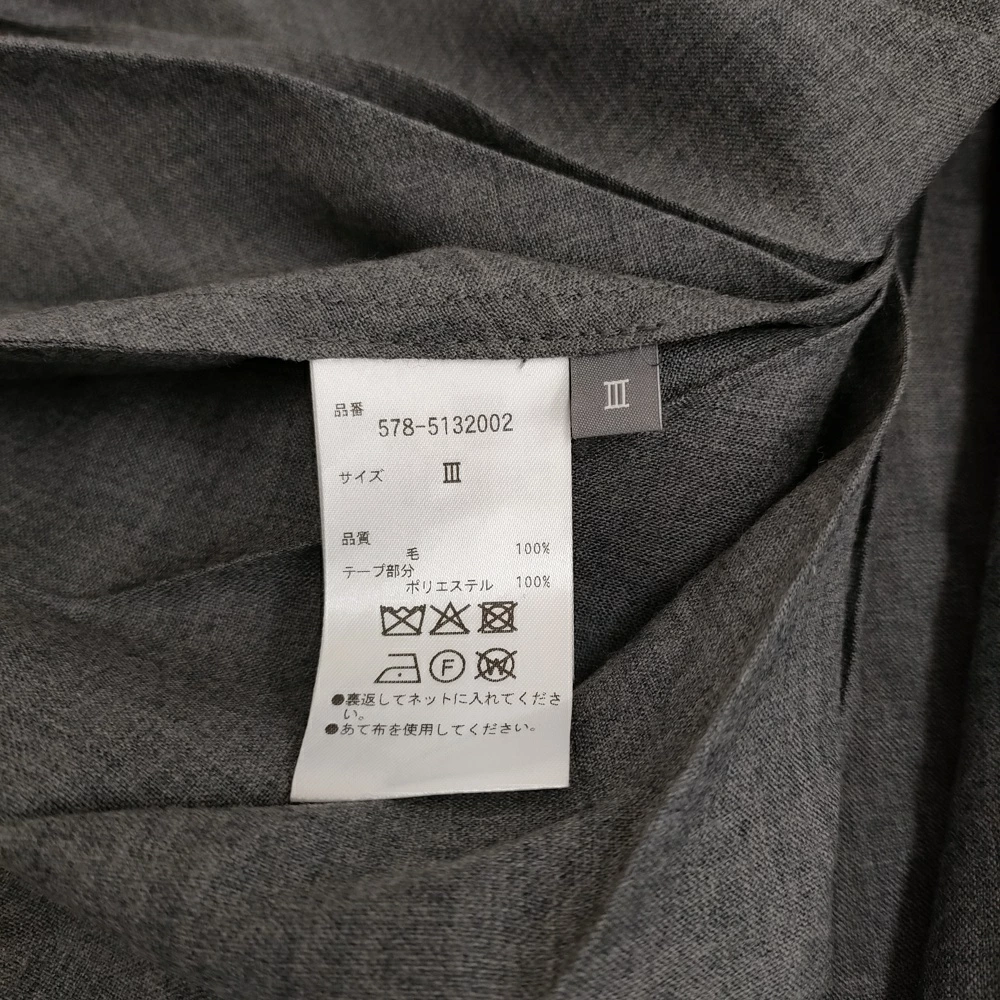 品番
578-5132002
Ⅲ
サイズ Ⅲ
品質
毛 100%
テープ部分
ポリエステル 100%
F W
●裏返してネットに入れてくださ
い。
●あて布を使用してください。